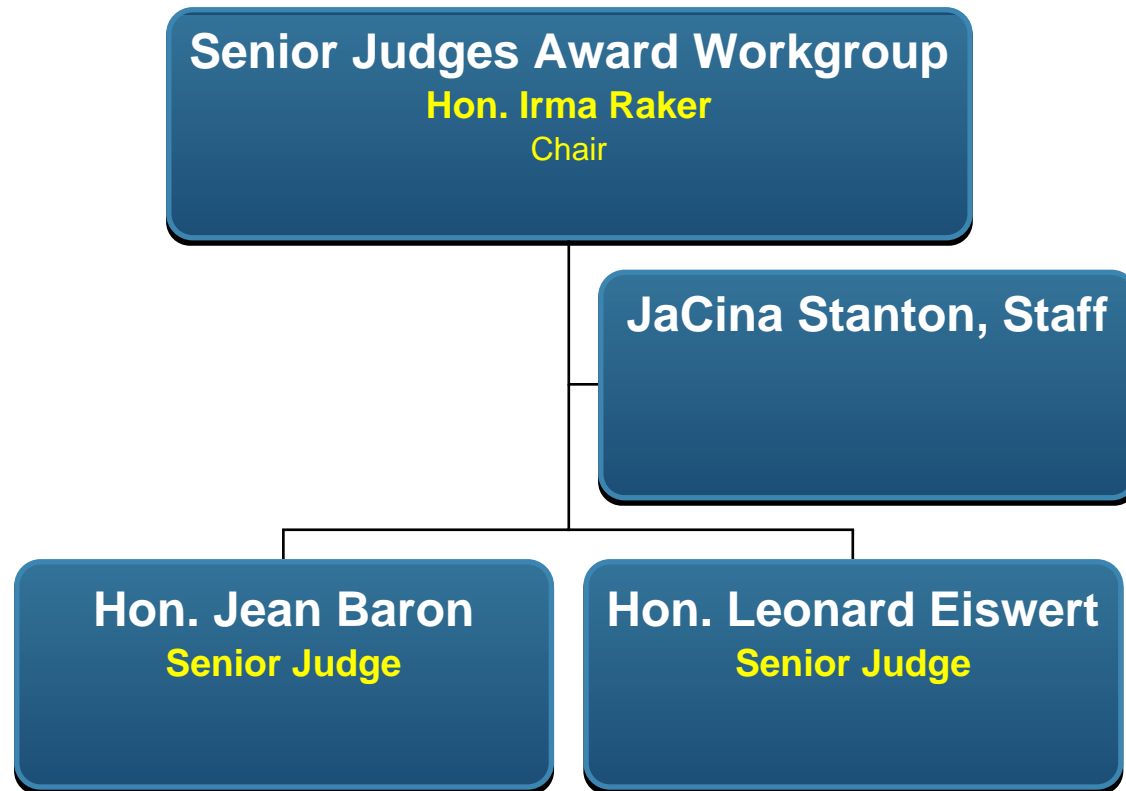 Senior Judges Award Workgroup
Hon. Irma Raker
Chair
JaCina Stanton, Staff
Hon. Jean Baron
Senior Judge
Hon. Leonard Eiswert
Senior Judge